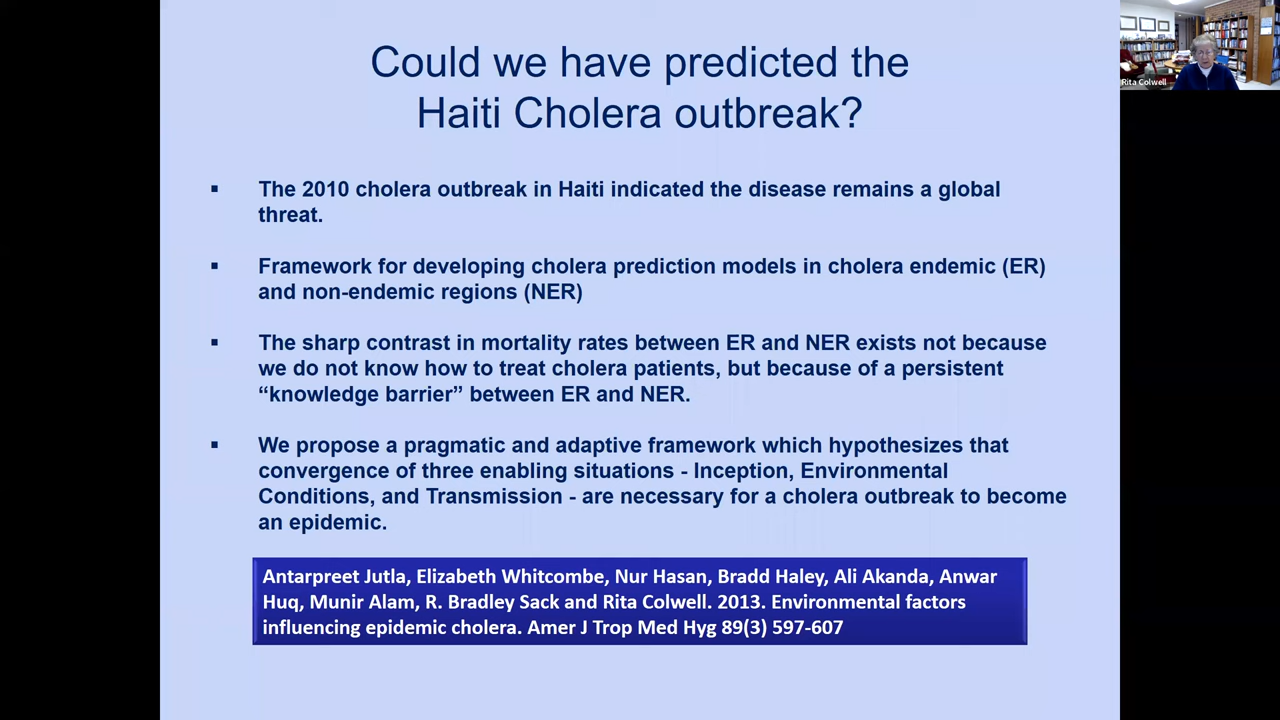 Could we have predicted the
Haiti Cholera outbreak?
▪ The 2010 cholera outbreak in Haiti indicated the disease remains a global
threat.
▪ Framework for developing cholera prediction models in cholera endemic (ER)
and non-endemic regions (NER)
▪ The sharp contrast in mortality rates between ER and NER exists not because
we do not know how to treat cholera patients, but because of a persistent
“knowledge barrier” between ER and NER.
▪ We propose a pragmatic and adaptive framework which hypothesizes that
convergence of three enabling situations - Inception, Environmental
Conditions, and Transmission - are necessary for a cholera outbreak to become
an epidemic.
Antarpreet Jutla, Elizabeth Whitcombe, Nur Hasan, Bradd Haley, Ali Akanda, Anwar
Huq, Munir Alam, R. Bradley Sack and Rita Colwell. 2013. Environmental factors
influencing epidemic cholera. Amer J Trop Med Hyg 89(3) 597-607
Rita Colwell